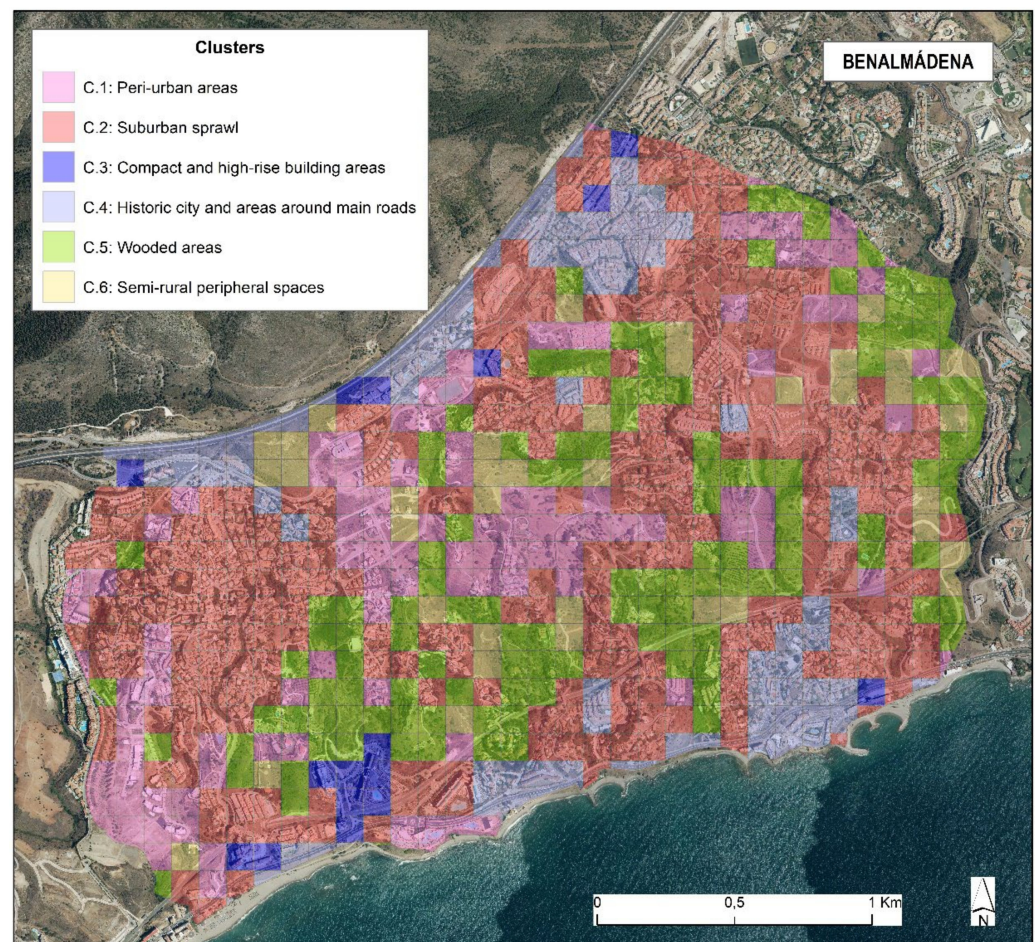 Clusters
C.1: Peri-urban areas
C.2: Suburban sprawl
C.3: Compact and high-rise building areas
C.4: Historic city and areas around main roads
C.5: Wooded areas
C.6: Semi-rural peripheral spaces
BENALMÁDENA
0
0,5
1 Km
N